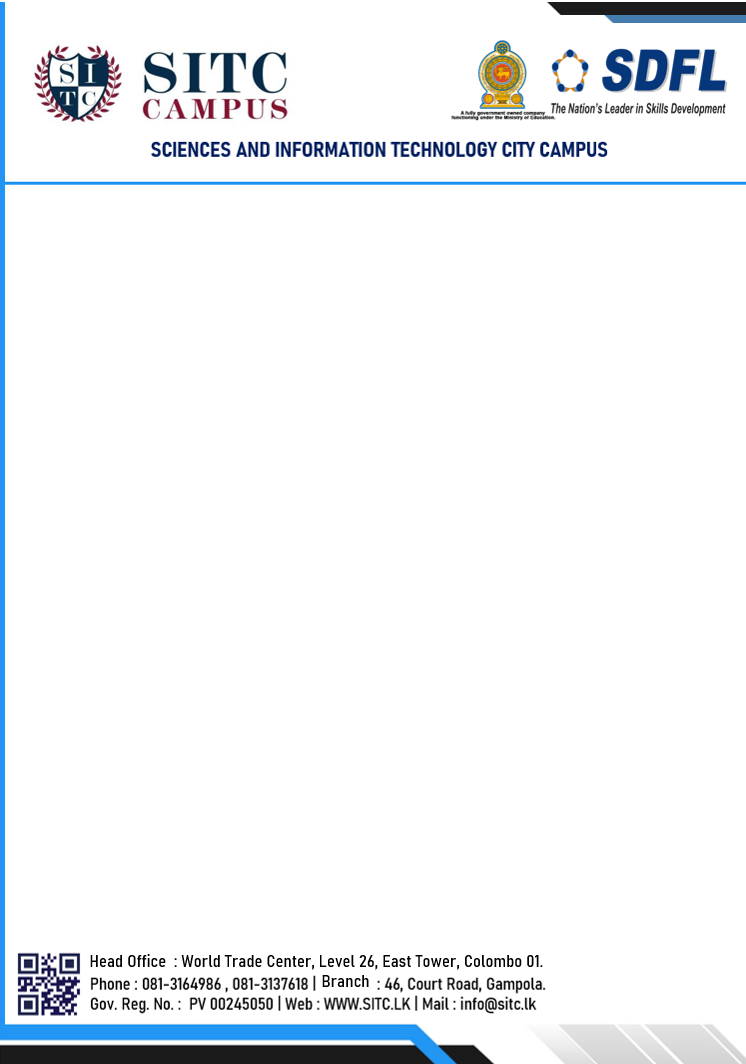 SI
TC
SITC
CAMPUS
A fully government owned company
functioning under the Ministry of Education.
SDFL
The Nation's Leader in Skills Development
SCIENCES AND INFORMATION TECHNOLOGY CITY CAMPUS
Head Office : World Trade Center, Level 26, East Tower, Colombo 01.
Phone : 081-3164986 , 081-3137618 | Branch : 46, Court Road, Gampola.
Gov. Reg. No. : PV 00245050 | Web : WWW.SITC.LK | Mail : info@sitc.lk